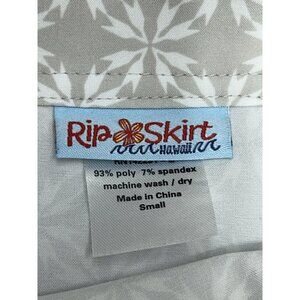 Rip Skirt
Hawaii
93% poly 7% spandex
machine wash / dry
Made in China
Small